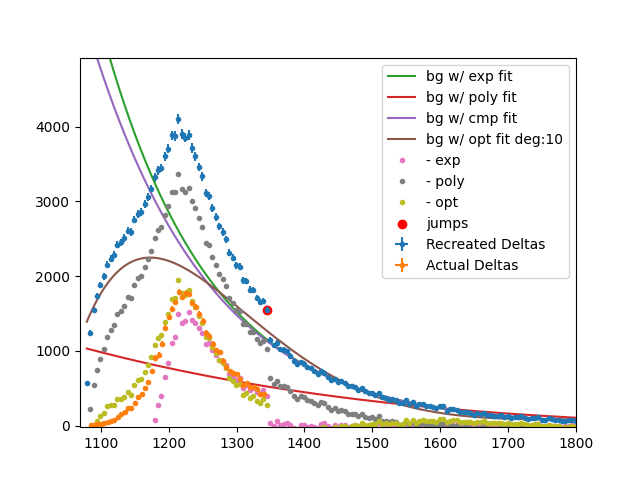 bg w/ exp fit
bg w/ poly fit
bg w/ cmp fit
bg w/ opt fit deg:10
- exp
- poly
- opt
jumps
Recreated Deltas
Actual Deltas
4000
3000
2000
1000
0
1100 1200 1300 1400 1500 1600 1700 1800